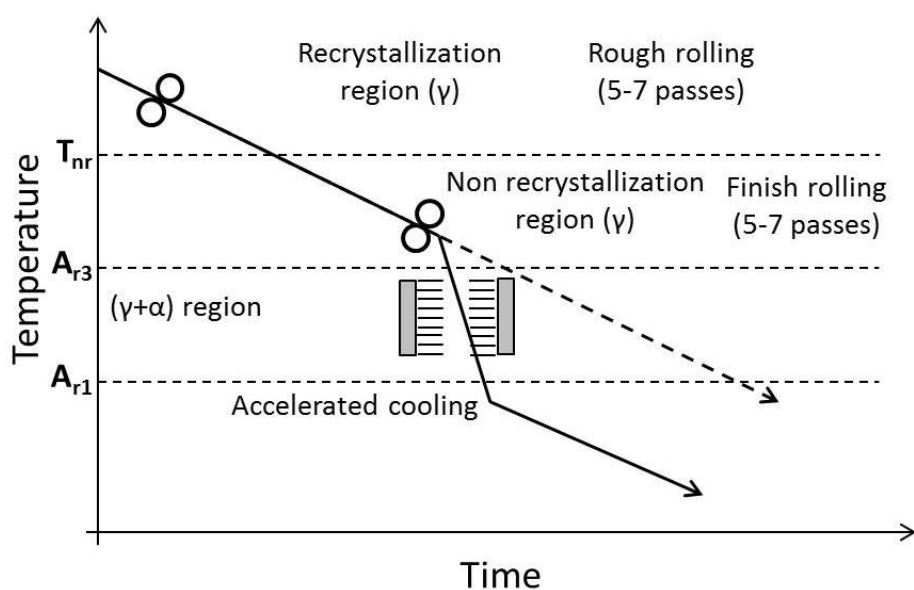 Recrystallization
region (γ)
Rough rolling
(5-7 passes)
Tnr
Non recrystallization
region (γ)
Finish rolling
(5-7 passes)
Ar3
(γ+α) region
Ar1
Accelerated cooling
Temperature
Time